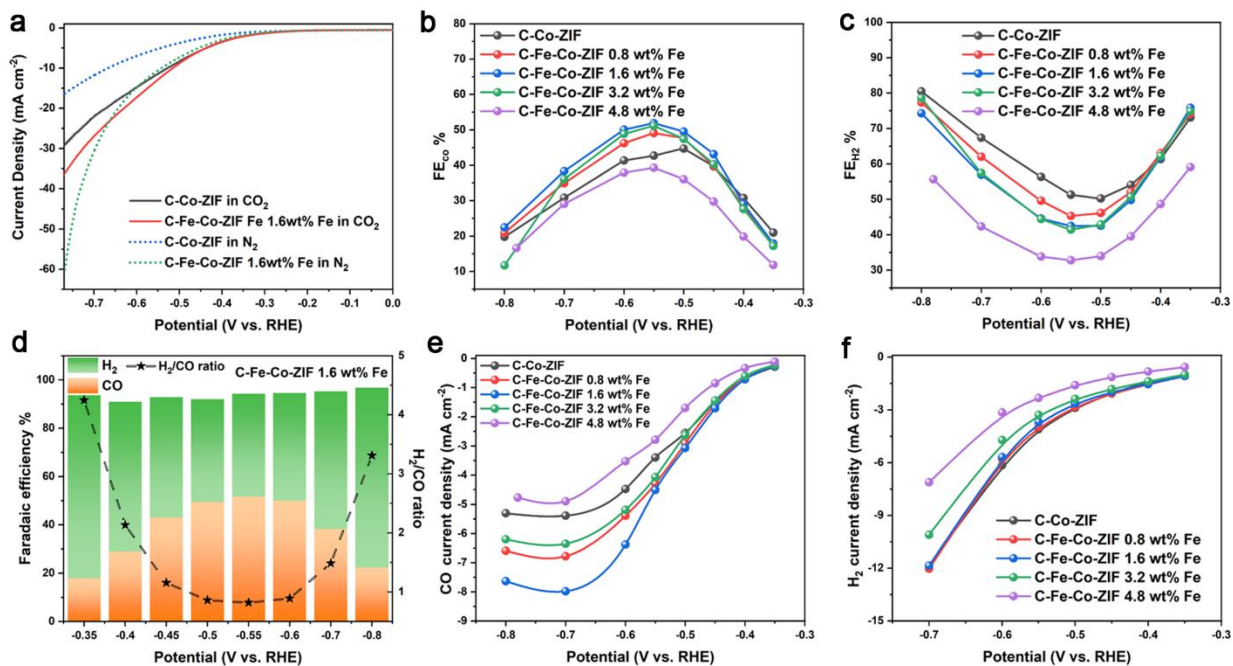 a
Current Density (mA cm⁻²)
0
-10
-20
-30
-40
-50
-60
C-Co-ZIF in CO₂
C-Fe-Co-ZIF Fe 1.6wt% Fe in CO₂
C-Co-ZIF in N₂
C-Fe-Co-ZIF 1.6wt% Fe in N₂
-0.7 -0.6 -0.5 -0.4 -0.3 -0.2 -0.1 0.0
Potential (V vs. RHE)
b
FE_co %
80
70
60
50
40
30
20
10
C-Co-ZIF
C-Fe-Co-ZIF 0.8 wt% Fe
C-Fe-Co-ZIF 1.6 wt% Fe
C-Fe-Co-ZIF 3.2 wt% Fe
C-Fe-Co-ZIF 4.8 wt% Fe
-0.8 -0.7 -0.6 -0.5 -0.4 -0.3
Potential (V vs. RHE)
c
FE_H2 %
100
90
80
70
60
50
40
30
C-Co-ZIF
C-Fe-Co-ZIF 0.8 wt% Fe
C-Fe-Co-ZIF 1.6 wt% Fe
C-Fe-Co-ZIF 3.2 wt% Fe
C-Fe-Co-ZIF 4.8 wt% Fe
-0.8 -0.7 -0.6 -0.5 -0.4 -0.3
Potential (V vs. RHE)
d
Faradaic efficiency %
100
80
60
40
20
0
H₂
CO
H₂/CO ratio
C-Fe-Co-ZIF 1.6 wt% Fe
5
4
3
2
1
H₂/CO ratio
-0.35 -0.4 -0.45 -0.5 -0.55 -0.6 -0.7 -0.8
Potential (V vs. RHE)
e
CO current density (mA cm⁻²)
0
-1
-2
-3
-4
-5
-6
-7
-8
-9
C-Co-ZIF
C-Fe-Co-ZIF 0.8 wt% Fe
C-Fe-Co-ZIF 1.6 wt% Fe
C-Fe-Co-ZIF 3.2 wt% Fe
C-Fe-Co-ZIF 4.8 wt% Fe
-0.8 -0.7 -0.6 -0.5 -0.4
Potential (V vs. RHE)
f
H₂ current density (mA cm⁻²)
0
-3
-6
-9
-12
-15
C-Co-ZIF
C-Fe-Co-ZIF 0.8 wt% Fe
C-Fe-Co-ZIF 1.6 wt% Fe
C-Fe-Co-ZIF 3.2 wt% Fe
C-Fe-Co-ZIF 4.8 wt% Fe
-0.7 -0.6 -0.5 -0.4 -0.3
Potential (V vs. RHE)